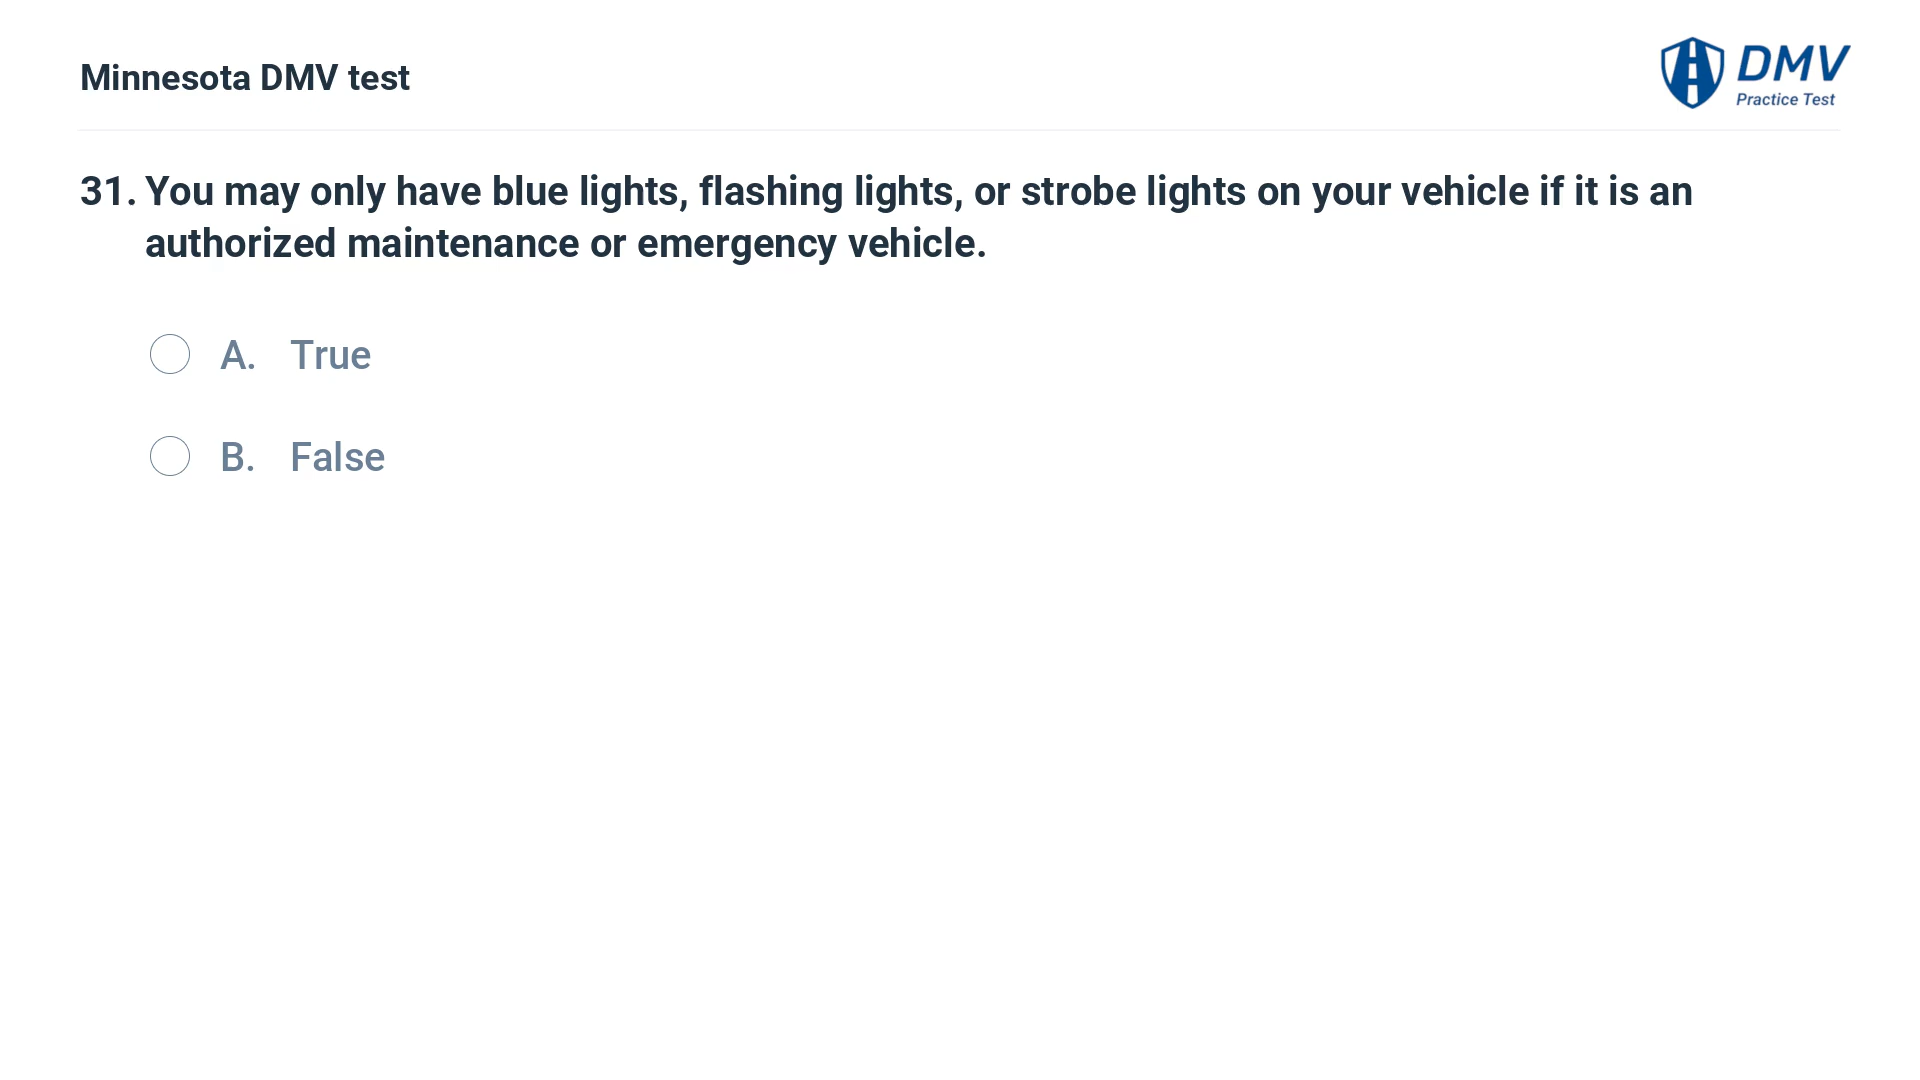 Minnesota DMV test
DMV
Practice Test
31. You may only have blue lights, flashing lights, or strobe lights on your vehicle if it is an
authorized maintenance or emergency vehicle.
A. True
B. False